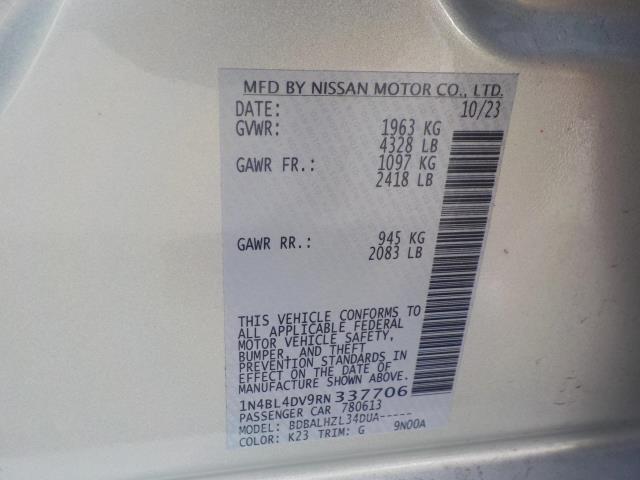 MFD BY NISSAN MOTOR CO., LTD.
DATE: 10/23
GVWR: 1963 KG
4328 LB
GAWR FR.: 1097 KG
2418 LB
GAWR RR.: 945 KG
2083 LB
THIS VEHICLE CONFORMS TO
ALL APPLICABLE FEDERAL
MOTOR VEHICLE SAFETY,
BUMPER, AND THEFT
PREVENTION STANDARDS IN
EFFECT ON THE DATE OF
MANUFACTURE SHOWN ABOVE.
1N4BL4DV9RN337706
PASSENGER CAR 780613
MODEL: BDBALHZL34DUA-----
COLOR: K23 TRIM: G 9N00A